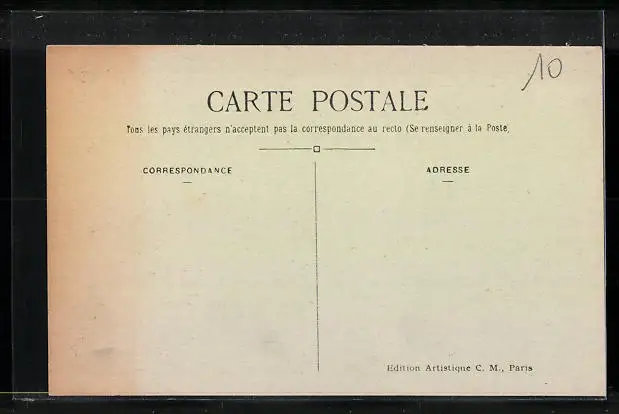 10
CARTE POSTALE
Tous les pays étrangers n'acceptent pas la correspondance au recto (Se renseigner à la Poste)
CORRESPONDANCE
ADRESSE
Edition Artistique C. M., Paris